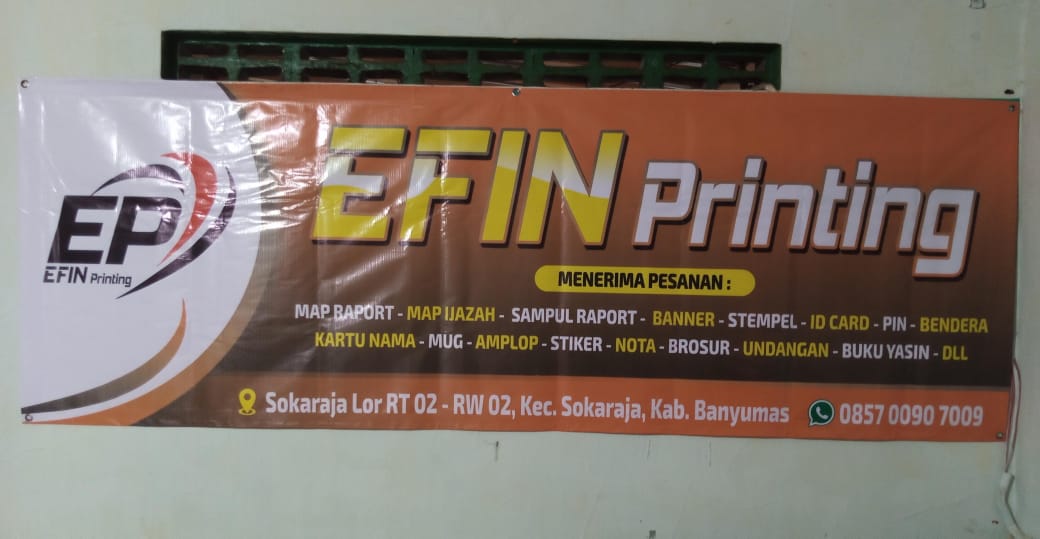 EP
EFIN Printing
EFIN Printing
MENERIMA PESANAN :
MAP RAPORT - MAP IJAZAH - SAMPUL RAPORT - BANNER - STEMPEL - ID CARD - PIN - BENDERA
KARTU NAMA - MUG - AMPLOP - STIKER - NOTA - BROSUR - UNDANGAN - BUKU YASIN - DLL
Sokaraja Lor RT 02 - RW 02, Kec. Sokaraja, Kab. Banyumas 0857 0090 7009